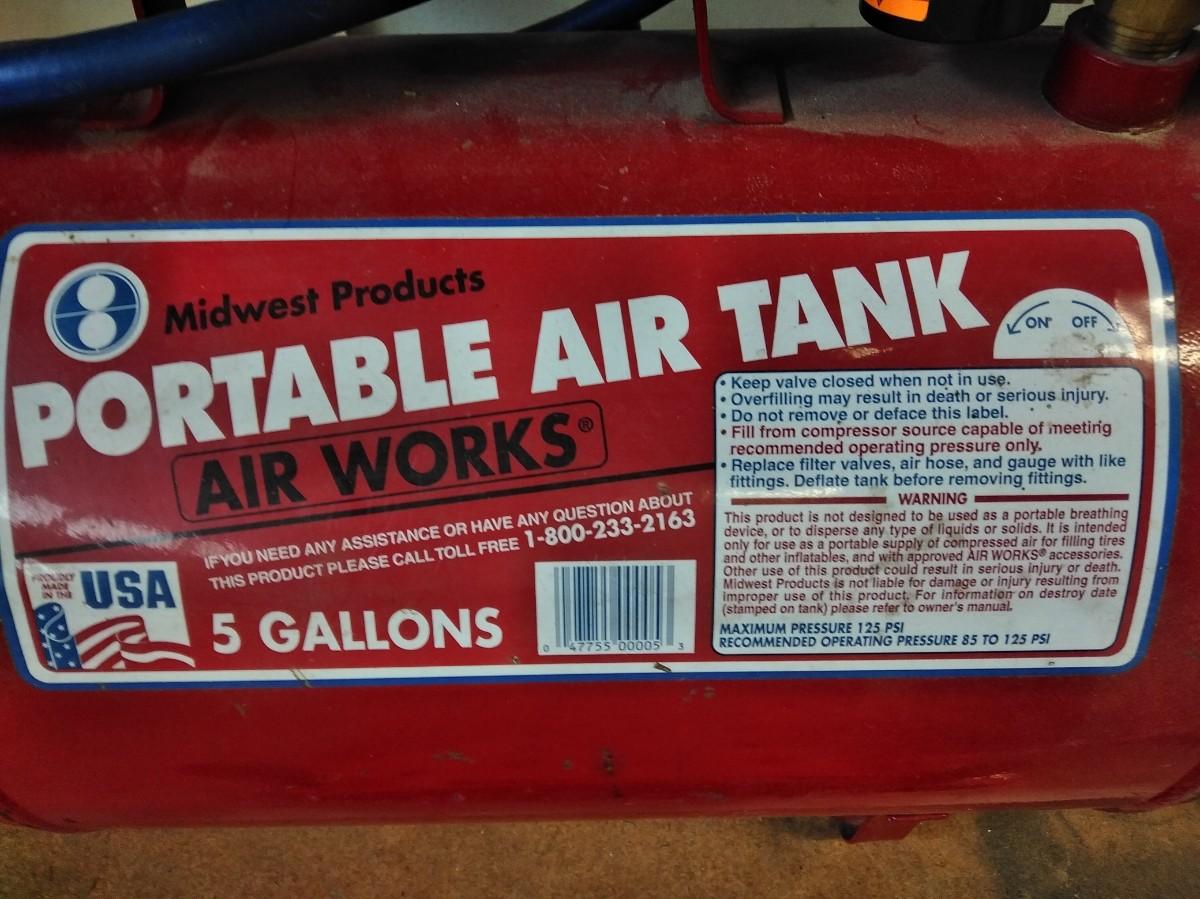 Midwest Products
PORTABLE AIR TANK
AIR WORKS®
IF YOU NEED ANY ASSISTANCE OR HAVE ANY QUESTION ABOUT
THIS PRODUCT PLEASE CALL TOLL FREE 1-800-233-2163
PROUDLY
MADE
IN THE
USA
5 GALLONS
0 47755 00005 3
ON OFF
• Keep valve closed when not in use.
• Overfilling may result in death or serious injury.
• Do not remove or deface this label.
• Fill from compressor source capable of meeting
recommended operating pressure only.
• Replace filter valves, air hose, and gauge with like
fittings. Deflate tank before removing fittings.
WARNING
This product is not designed to be used as a portable breathing
device, or to disperse any type of liquids or solids. It is intended
only for use as a portable supply of compressed air for filling tires
and other inflatables, and with approved AIR WORKS® accessories.
Other use of this product could result in serious injury or death.
Midwest Products is not liable for damage or injury resulting from
improper use of this product. For information on destroy date
(stamped on tank) please refer to owner's manual.
MAXIMUM PRESSURE 125 PSI
RECOMMENDED OPERATING PRESSURE 85 TO 125 PSI